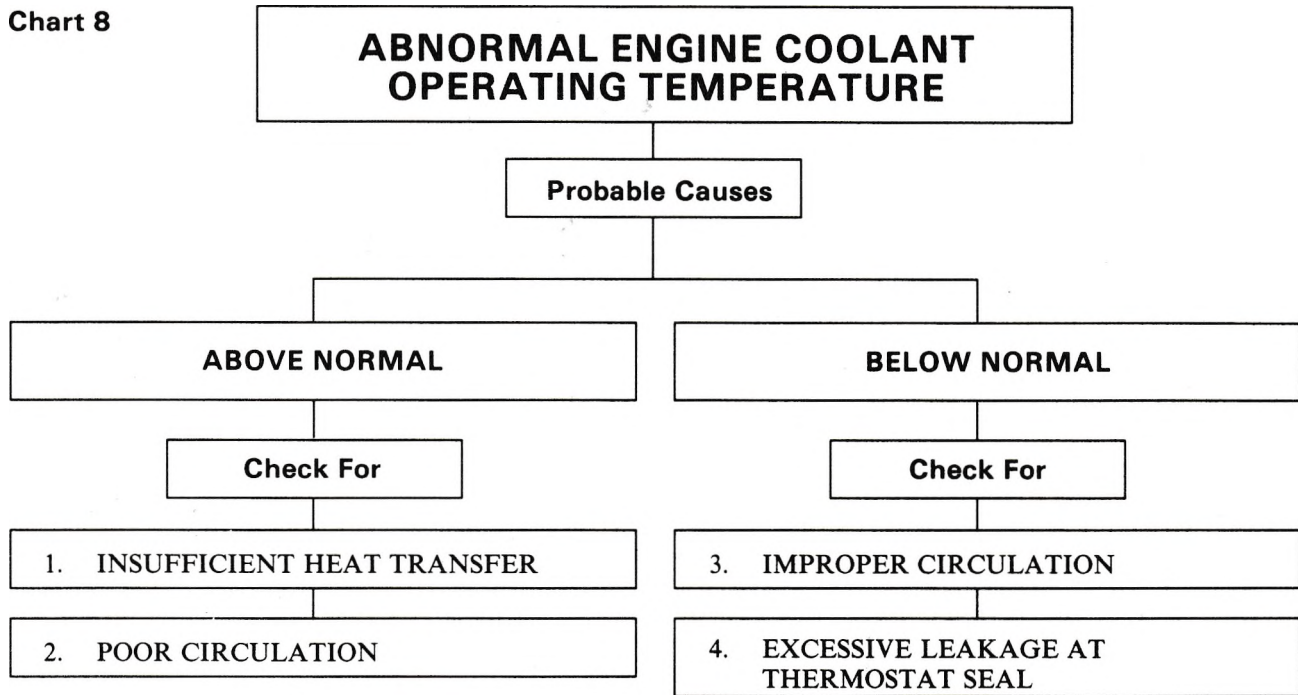 Chart 8
ABNORMAL ENGINE COOLANT
OPERATING TEMPERATURE
Probable Causes
ABOVE NORMAL
Check For
1. INSUFFICIENT HEAT TRANSFER
2. POOR CIRCULATION
BELOW NORMAL
Check For
3. IMPROPER CIRCULATION
4. EXCESSIVE LEAKAGE AT
THERMOSTAT SEAL